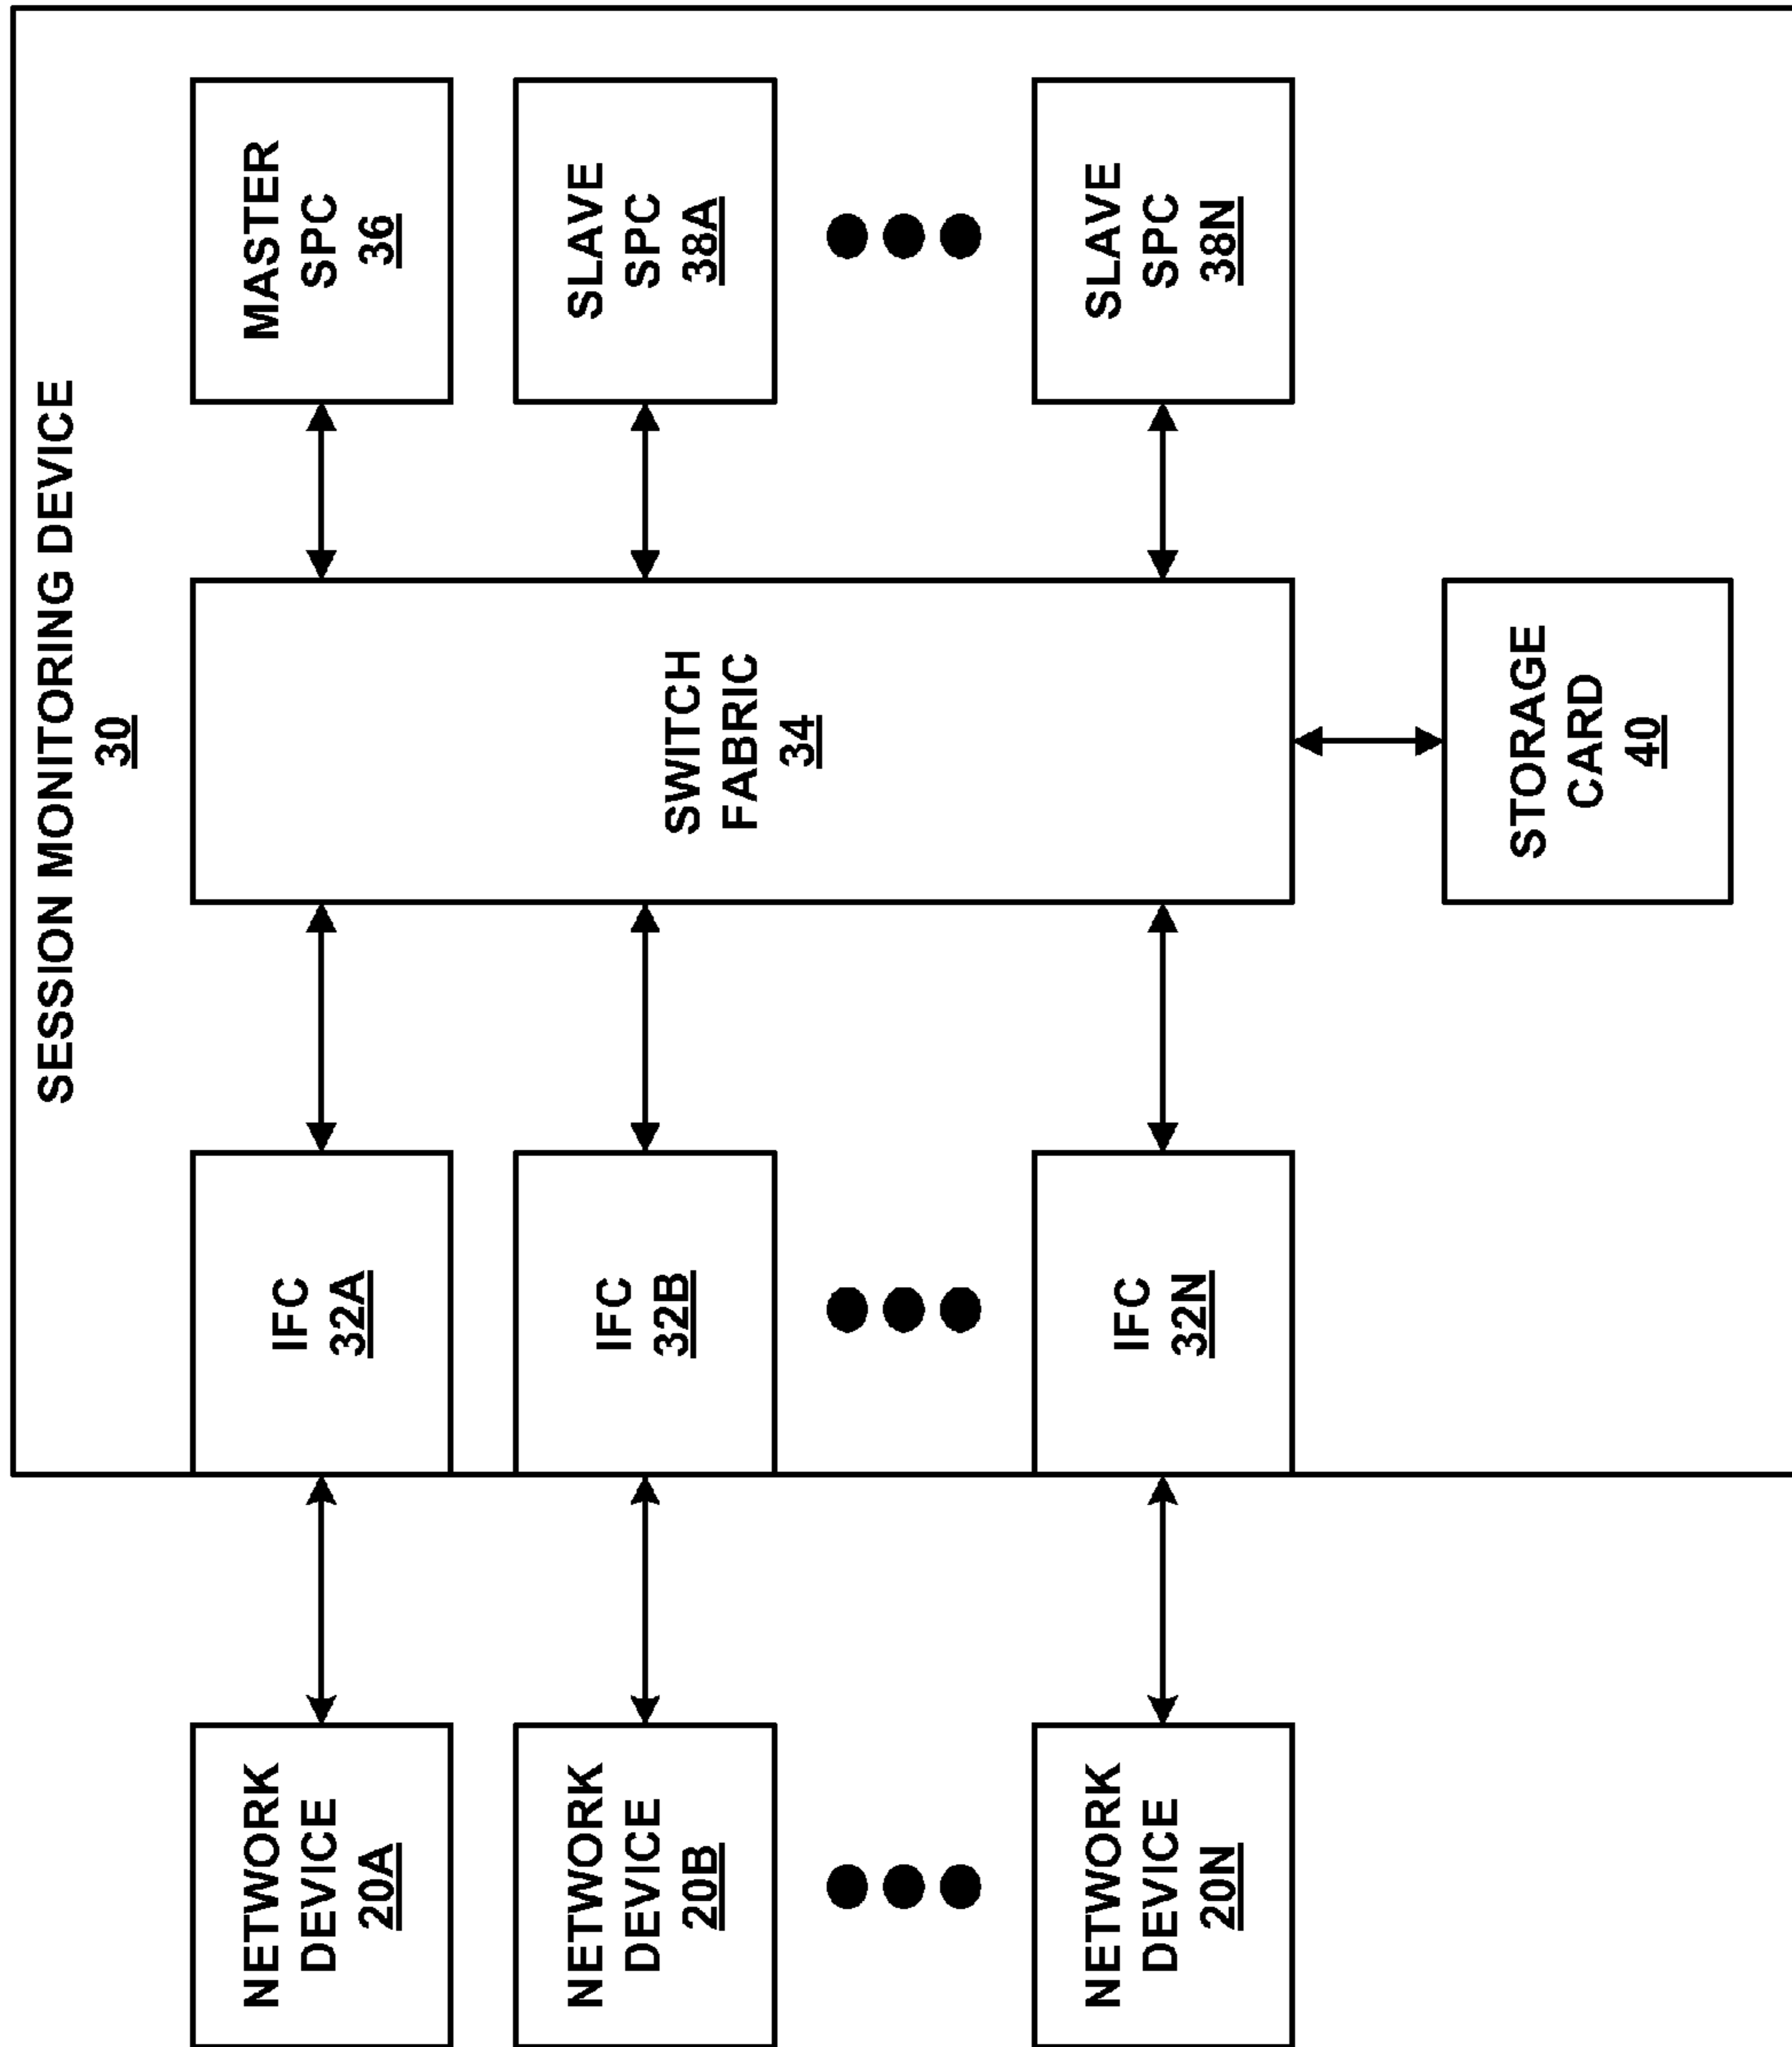 SESSION MONITORING DEVICE
30
NETWORK
DEVICE
20A
IFC
32A
SWITCH
FABRIC
34
MASTER
SPC
36
NETWORK
DEVICE
20B
IFC
32B
SLAVE
SPC
38A
NETWORK
DEVICE
20N
IFC
32N
SLAVE
SPC
38N
STORAGE
CARD
40